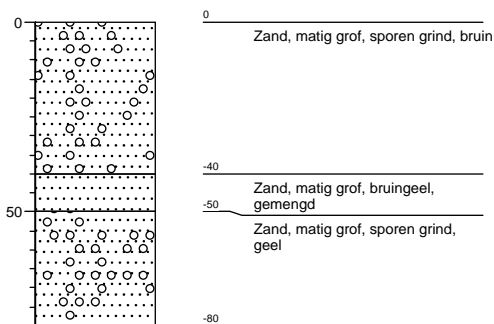 0
0
Zand, matig grof, sporen grind, bruin
-40
Zand, matig grof, bruingeel,
gemengd
50
-50
Zand, matig grof, sporen grind,
geel
-80